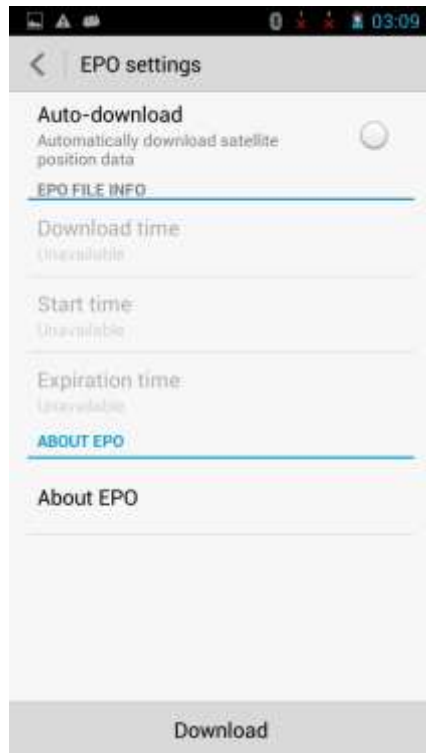 03:09
EPO settings
Auto-download
Automatically download satellite
position data
EPO FILE INFO
Download time
Unavailable
Start time
Unavailable
Expiration time
Unavailable
ABOUT EPO
About EPO
Download